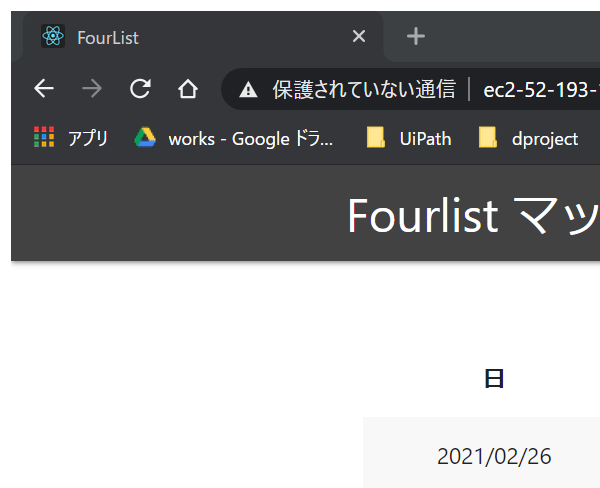 FourList
保護されていない通信 ec2-52-193-
アプリ works - Google ドラ... UiPath dproject
Fourlist マッ
日
2021/02/26